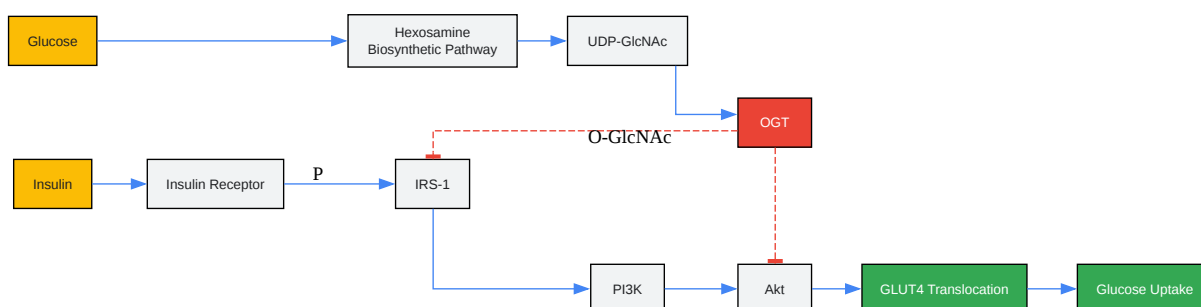 Glucose
Hexosamine
Biosynthetic Pathway
UDP-GlcNAc
OGT
O-GlcNAc
Insulin
Insulin Receptor
P
IRS-1
PI3K
Akt
GLUT4 Translocation
Glucose Uptake